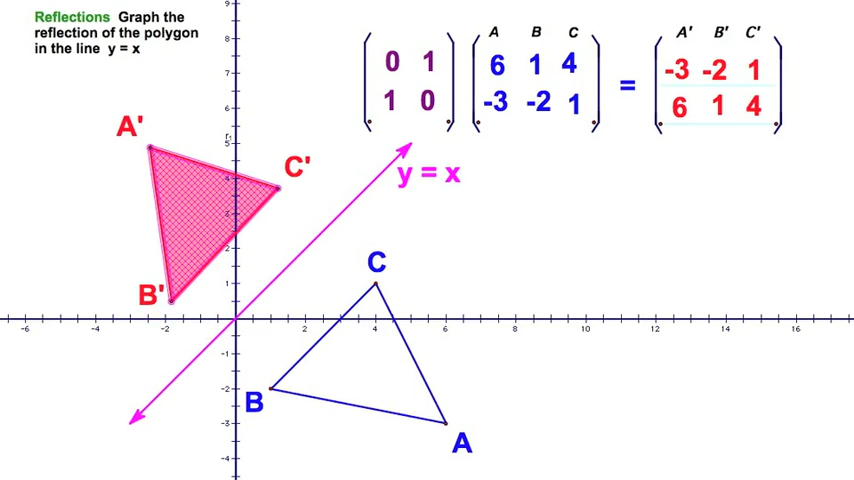 Reflections Graph the
reflection of the polygon
in the line y = x
A B C
A' B' C'
0 1
1 0
6 1 4
-3 -2 1
=
-3 -2 1
6 1 4
y = x
A'
C'
B'
C
B
A
9
8
7
6
5
4
3
2
1
-1
-2
-3
-4
-6 -4 -2 2 4 6 8 10 12 14 16